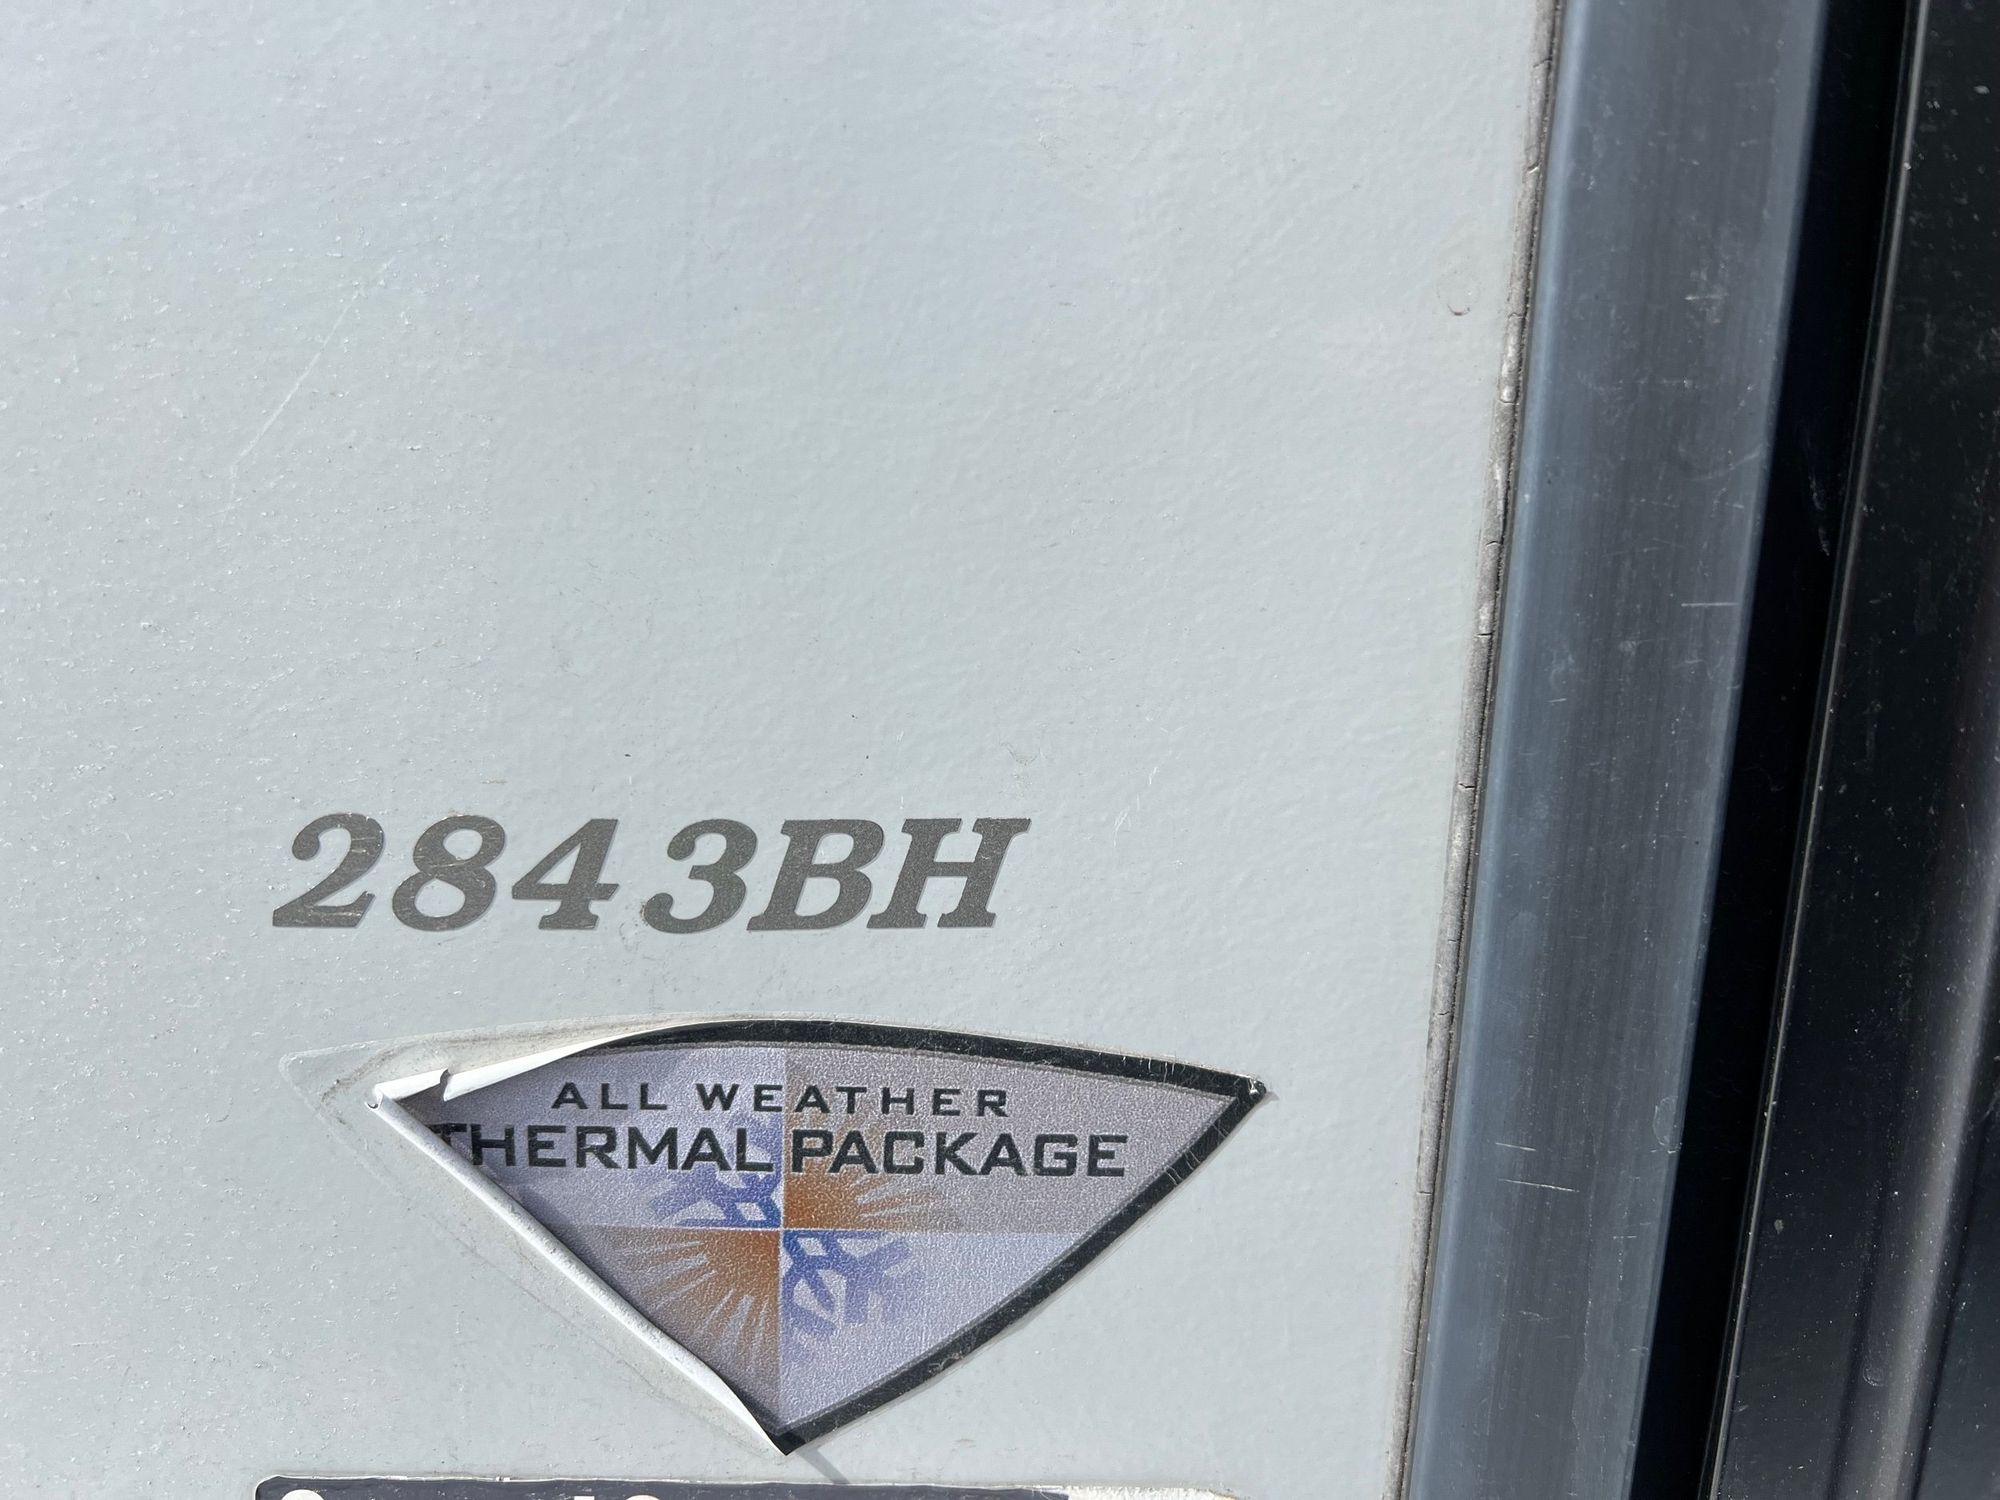 2843BH
ALL WEATHER
THERMAL PACKAGE